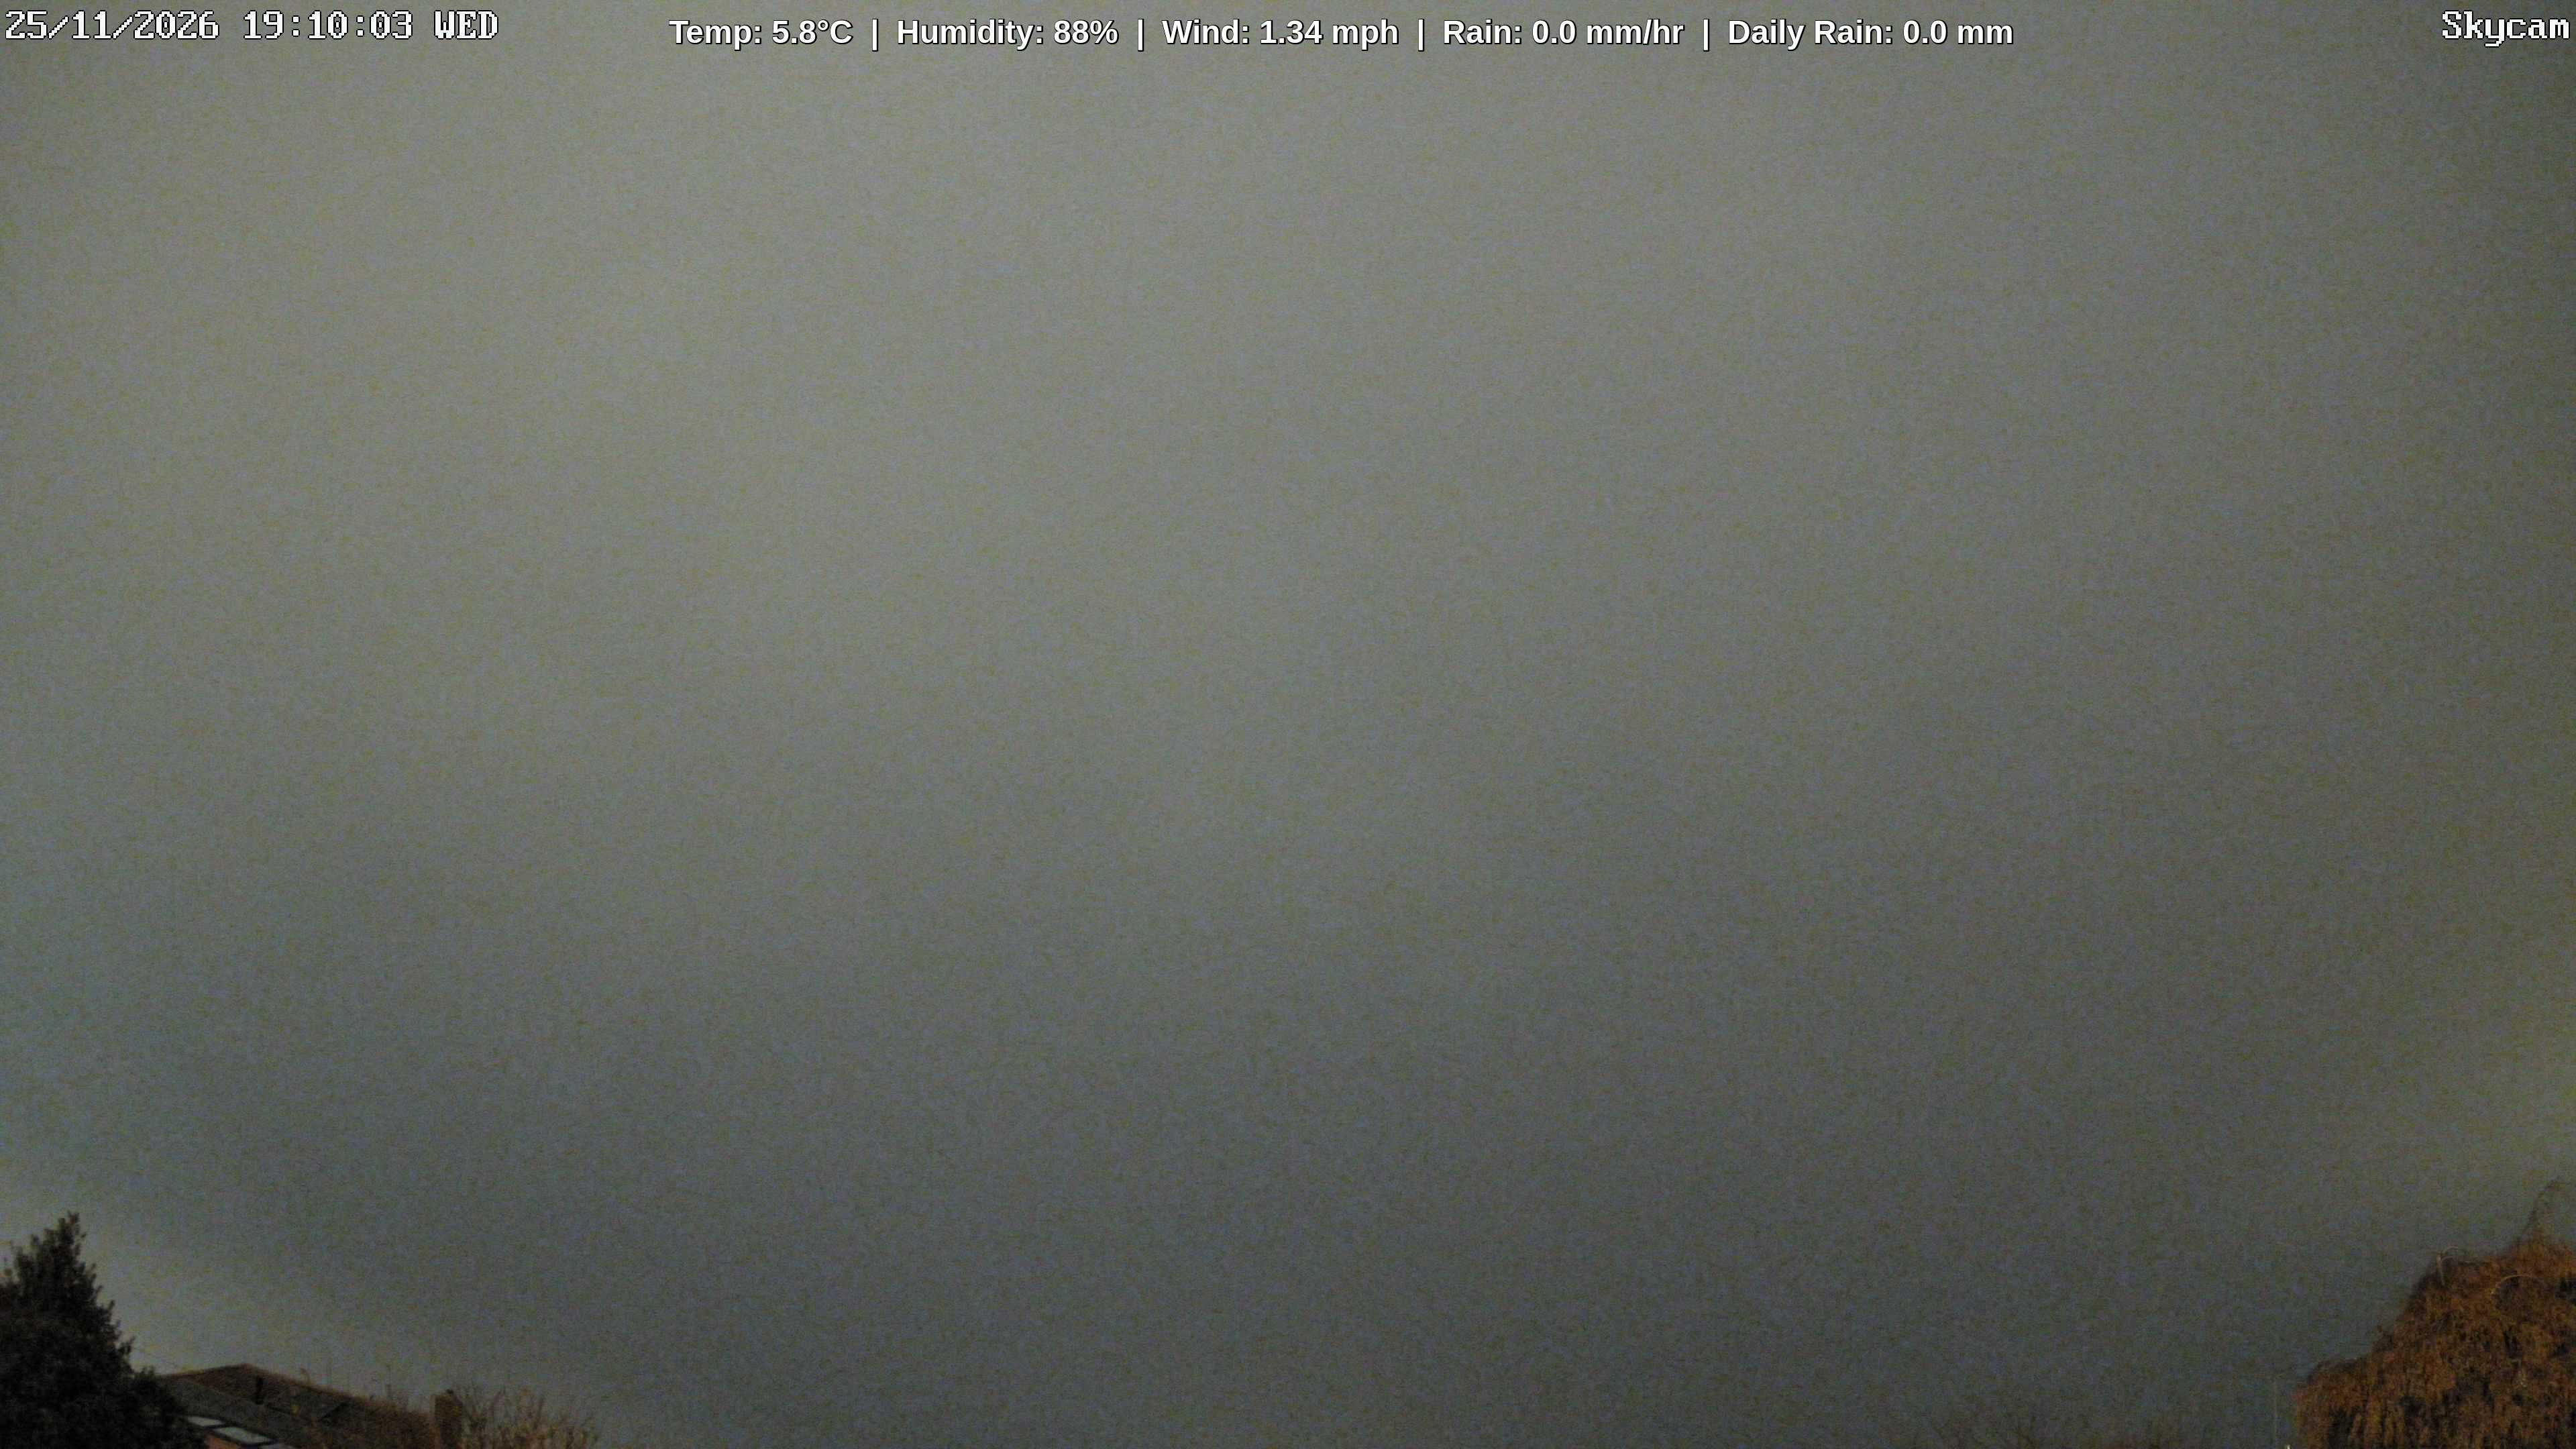 25/11/2026 19:10:03 WED
Temp: 5.8°C | Humidity: 88% | Wind: 1.34 mph | Rain: 0.0 mm/hr | Daily Rain: 0.0 mm
Skycam